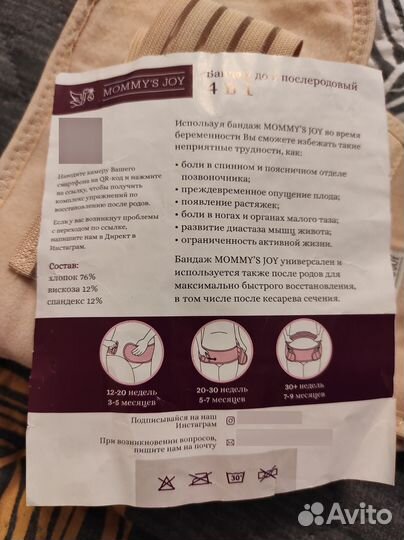 MOMMY'S JOY
Бандаж до и послеродовый
4 в 1
Наведите камеру Вашего
смартфона на QR-код и нажмите
на ссылку, чтобы получить
комплекс упражнений по
восстановлению после родов.
Если у вас возникнут проблемы
с переходом по ссылке,
напишите нам в Директ в
Инстаграм.
Состав:
хлопок 76%
вискоза 12%
спандекс 12%
Используя бандаж MOMMY'S JOY во время
беременности Вы сможете избежать такие
неприятные трудности, как:
• боли в спинном и поясничном отделе
позвоночника;
• преждевременное опущение плода;
• появление растяжек;
• боли в ногах и органах малого таза;
• развитие диастаза мышц живота;
• ограниченность активной жизни.
Бандаж MOMMY'S JOY универсален и
используется также после родов для
максимально быстрого восстановления,
в том числе после кесарева сечения.
12-20 недель
3-5 месяцев
20-30 недель
5-7 месяцев
30+ недель
7-9 месяцев
Подписывайся на наш
Инстаграм
При возникновении вопросов,
пишите нам на почту
30°
Avito